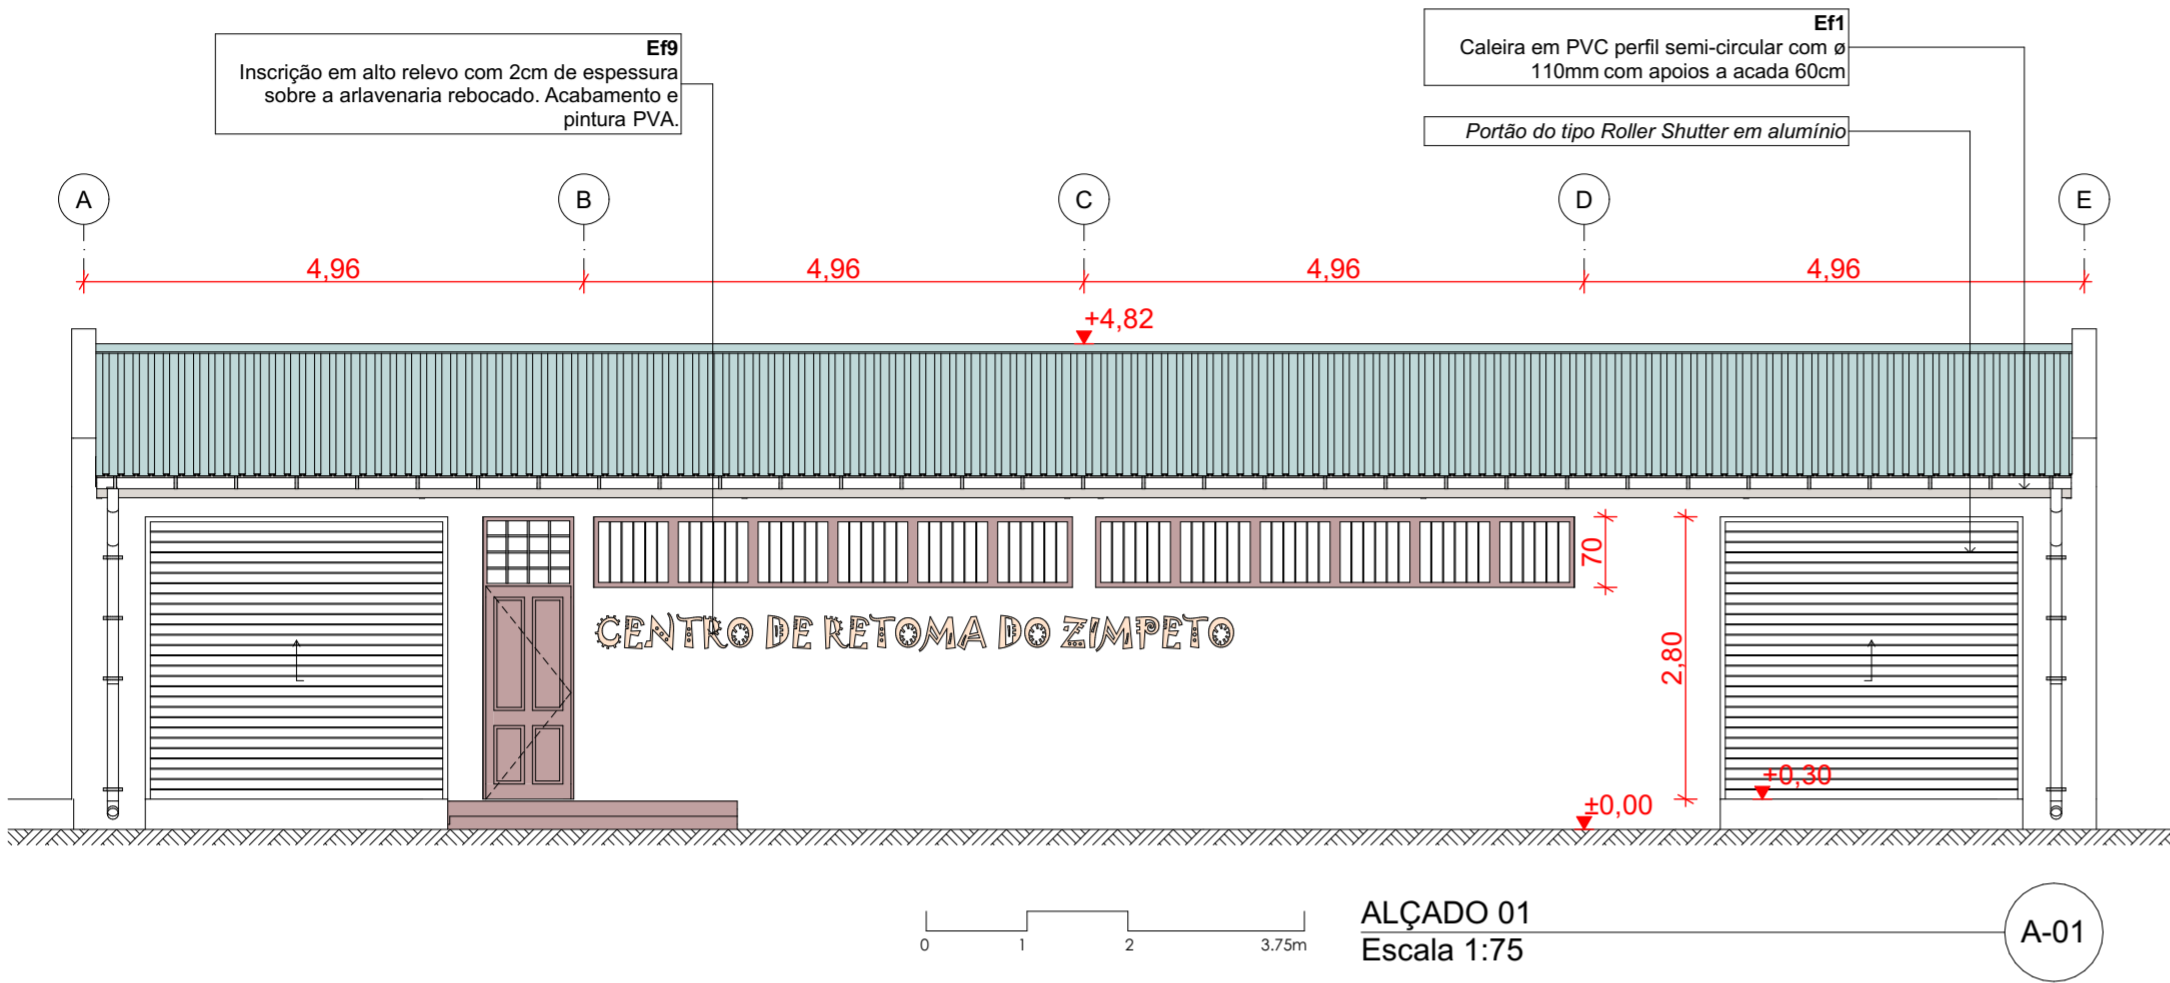 Ef9
Inscrição em alto relevo com 2cm de espessura
sobre a arlavenaria rebocado. Acabamento e
pintura PVA.
Ef1
Caleira em PVC perfil semi-circular com ø
110mm com apoios a acada 60cm
Portão do tipo Roller Shutter em alumínio
A
B
C
D
E
4,96
4,96
4,96
4,96
+4,82
70
CENTRO DE RETOMA DO ZIMPETO
2,80
+0,30
±0,00
0
1
2
3.75m
ALÇADO 01
Escala 1:75
A-01